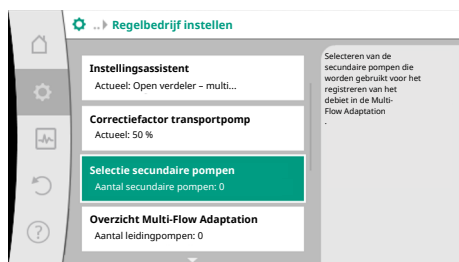 ..▸ Regelbedrijf instellen
Instellingsassistent
Actueel: Open verdeler – multi...
Correctiefactor transportpomp
Actueel: 50 %
Selectie secundaire pompen
Aantal secundaire pompen: 0
Overzicht Multi-Flow Adaptation
Aantal leidingpompen: 0
Selecteren van de
secundaire pompen die
worden gebruikt voor het
registreren van het
debiet in de Multi-
Flow Adaptation
.
?